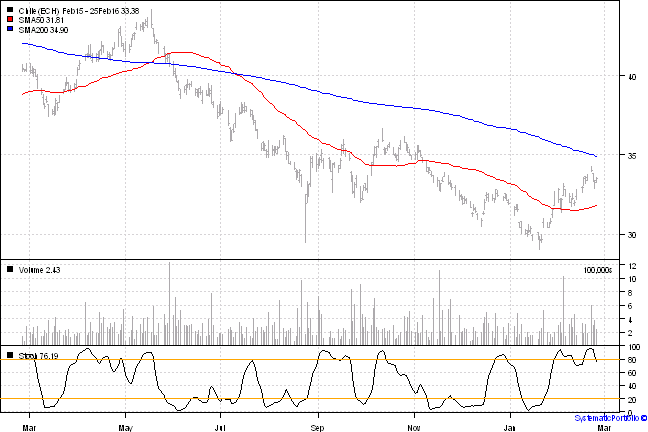 Chile (ECH) Feb15 - 25Feb16 33.38
SMA50 31.81
SMA200 34.90
40
35
30
Volume 2.43
100,000s
12
10
8
6
4
2
Stoch 76.19
100
80
60
40
20
0
Mar May Jul Sep Nov Jan Mar
SystematicPortfolio ©